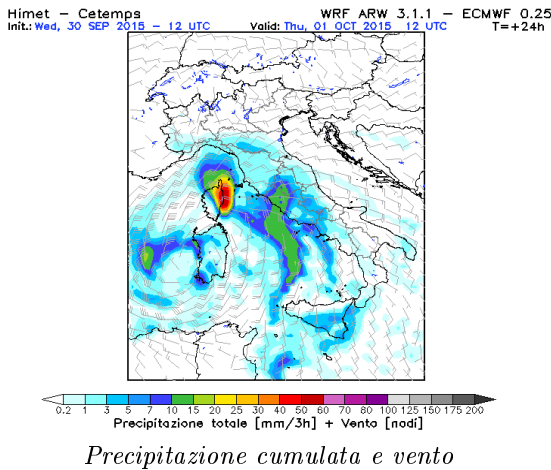 Himet – Cetemps WRF ARW 3.1.1 – ECMWF 0.25
Init.: Wed, 30 SEP 2015 – 12 UTC Valid: Thu, 01 OCT 2015 12 UTC T=+24h
0.2 1 3 5 7 10 15 20 25 30 40 50 60 70 80 100 125 150 175 200
Precipitazione totale [mm/3h] + Vento [nodi]
Precipitazione cumulata e vento